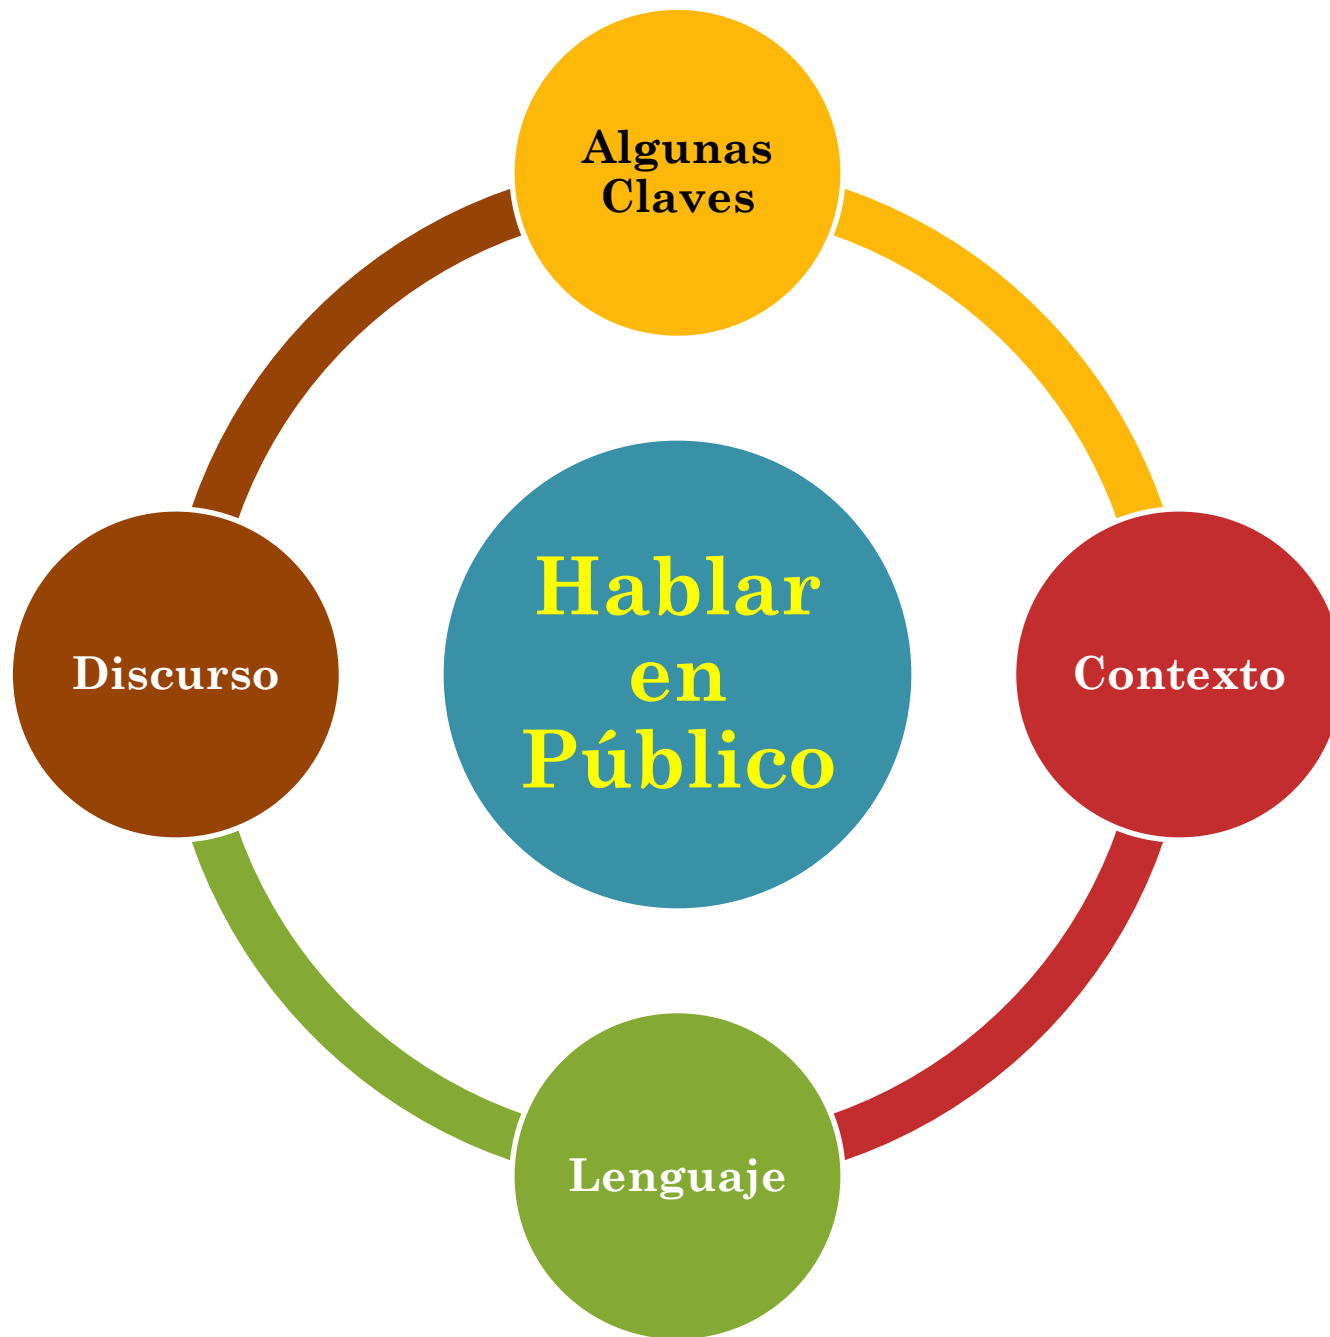 Algunas
Claves
Hablar
en
Público
Discurso
Contexto
Lenguaje